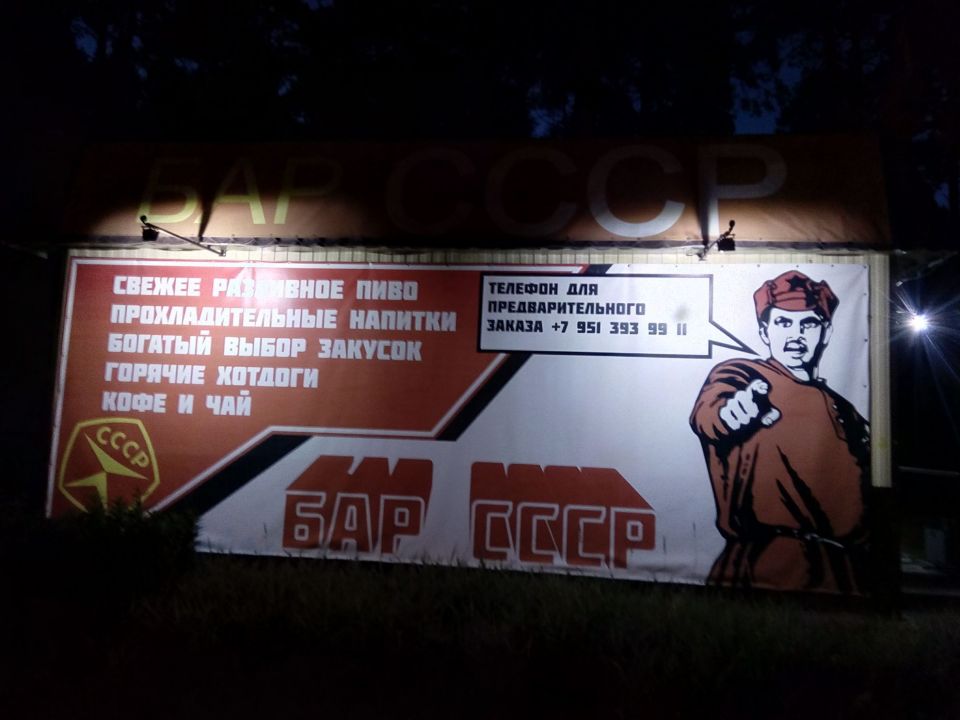 БАР СССР
СВЕЖЕЕ РАЗЛИВНОЕ ПИВО
ПРОХЛАДИТЕЛЬНЫЕ НАПИТКИ
БОГАТЫЙ ВЫБОР ЗАКУСОК
ГОРЯЧИЕ ХОТДОГИ
КОФЕ И ЧАЙ
ТЕЛЕФОН ДЛЯ
ПРЕДВАРИТЕЛЬНОГО
ЗАКАЗА +7 951 393 99 11
СССР
БАР СССР